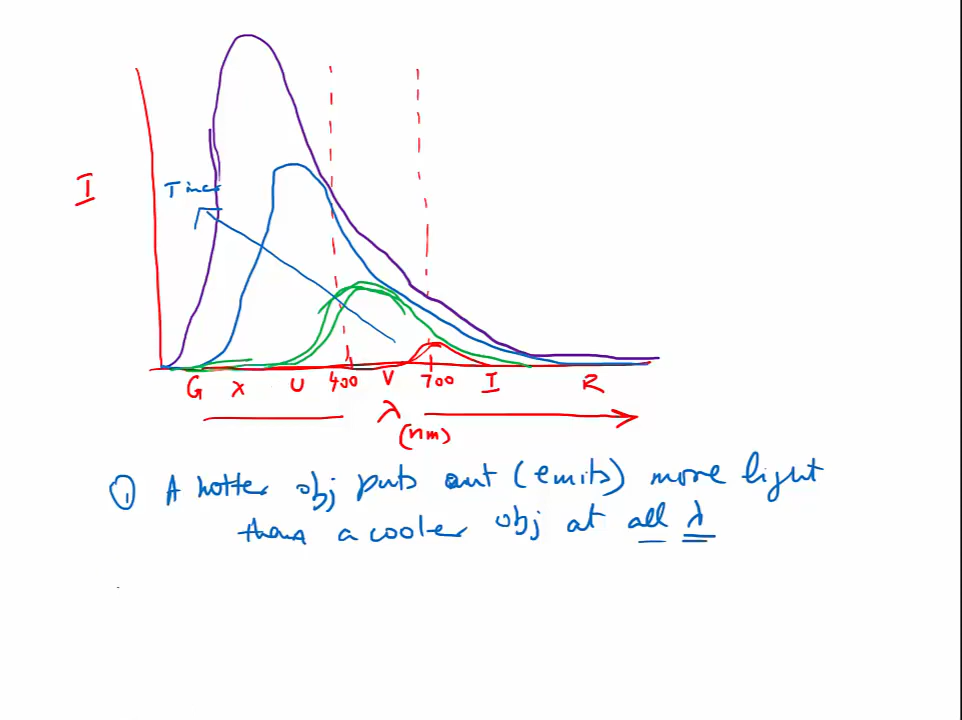 I
T incr
G X U 400 V 700 I R
λ
(nm)
① A hotter obj puts out (emits) more light
than a cooler obj at all λ